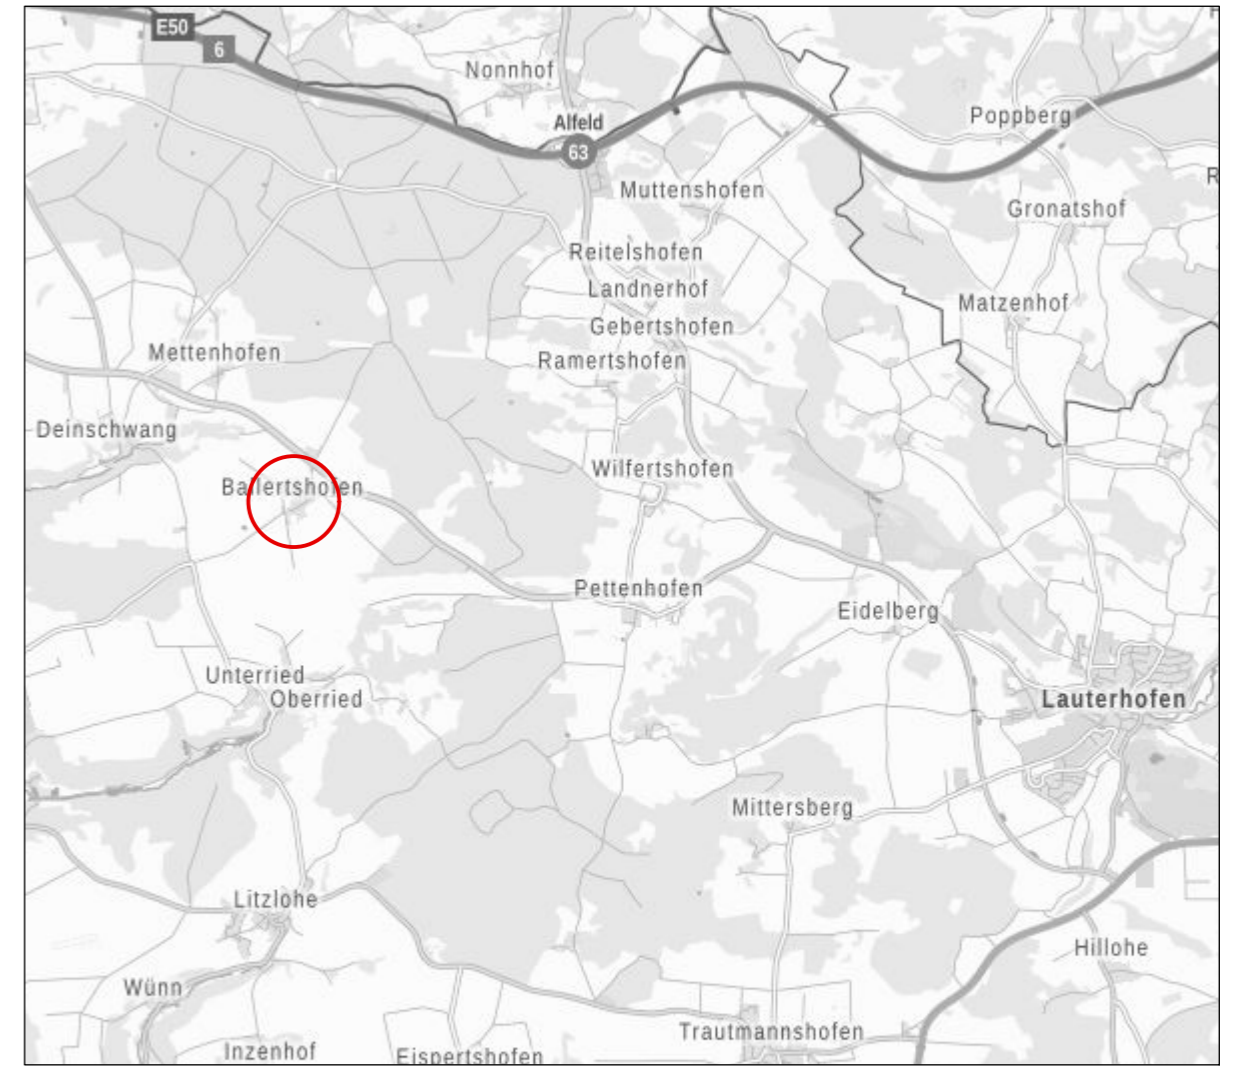 E50
6
Nonnhof
Alfeld
63
Poppberg
Muttenshofen
Gronatshof
Reitelshofen
Landnerhof
Matzenhof
Gebertshofen
Mettenhofen
Ramertshofen
Deinschwang
Wilfertshofen
Ballertshofen
Pettenhofen
Eidelberg
Unterried
Oberried
Lauterhofen
Mittersberg
Litzlohe
Hillohe
Wünn
Trautmannshofen
Inzenhof
Eispertshofen